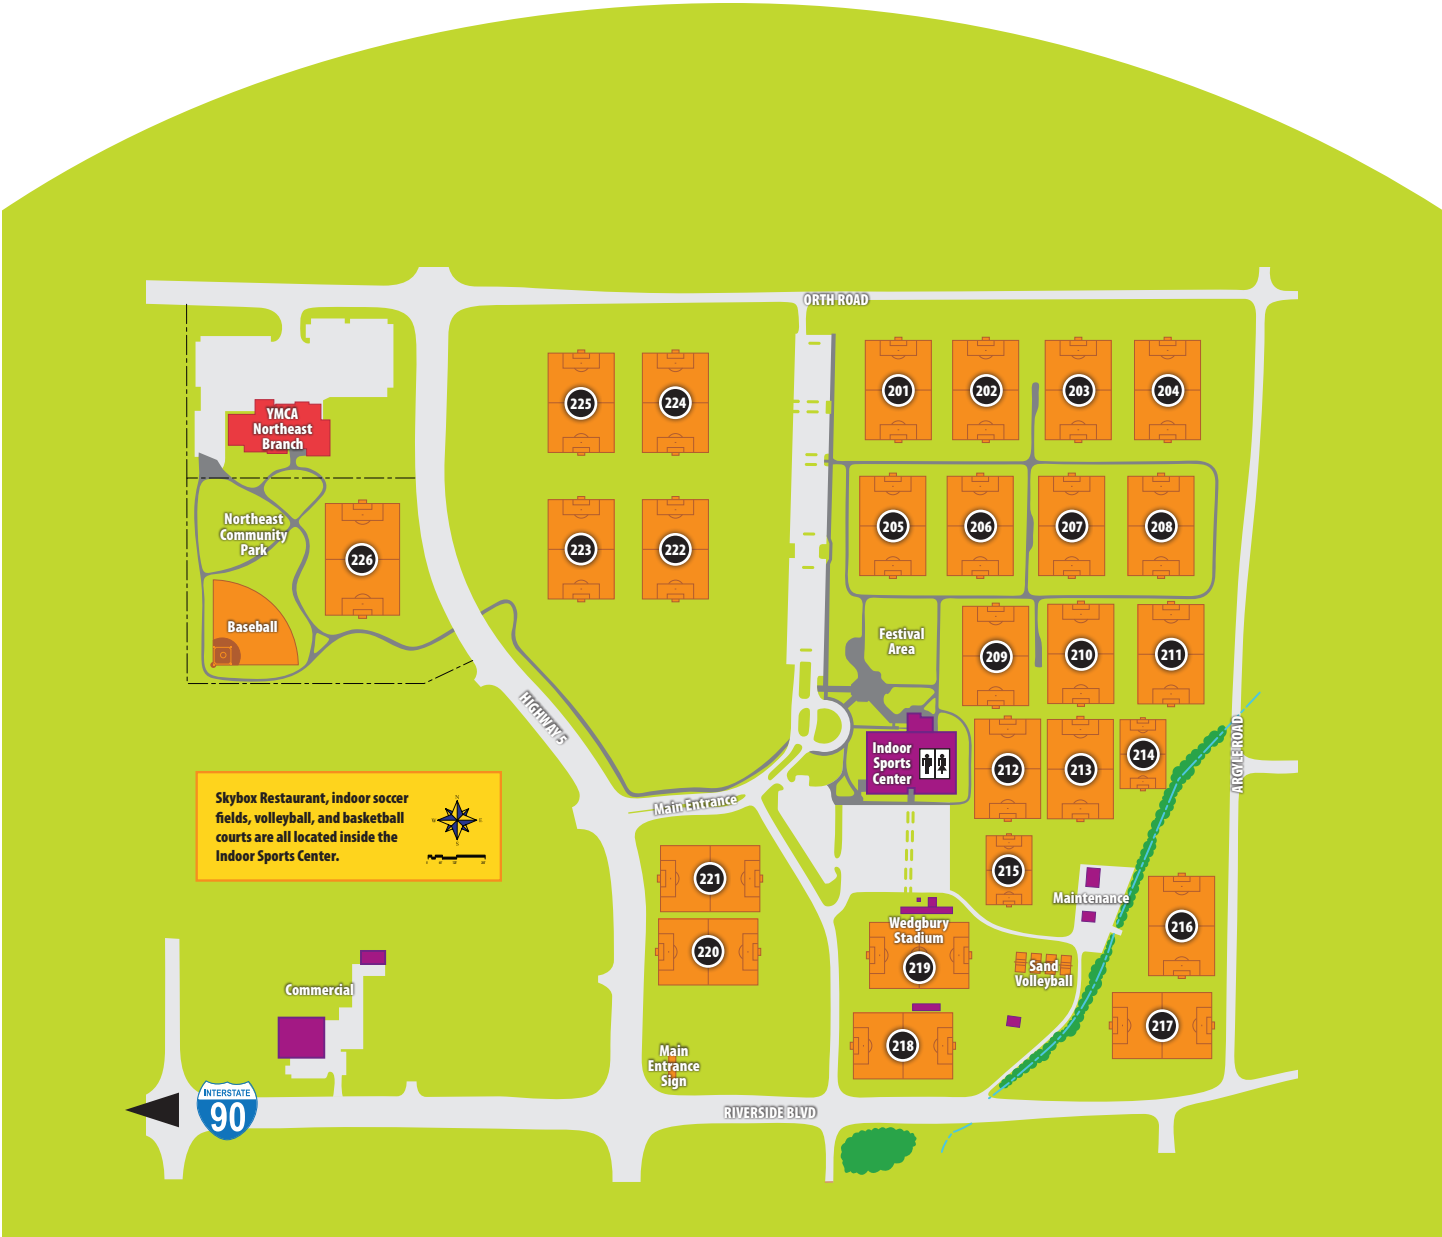 ORTH ROAD
201
202
203
204
225
224
YMCA
Northeast
Branch
205
206
207
208
Northeast
Community
Park
226
223
222
Baseball
Festival
Area
209
210
211
HIGHWAY 5
ARGYLE ROAD
Indoor
Sports
Center
212
213
214
Skybox Restaurant, indoor soccer
fields, volleyball, and basketball
courts are all located inside the
Indoor Sports Center.
N
W
E
S
Main Entrance
221
215
Maintenance
220
Wedgbury
Stadium
219
216
Sand
Volleyball
Commercial
218
217
Main
Entrance
Sign
INTERSTATE
90
RIVERSIDE BLVD